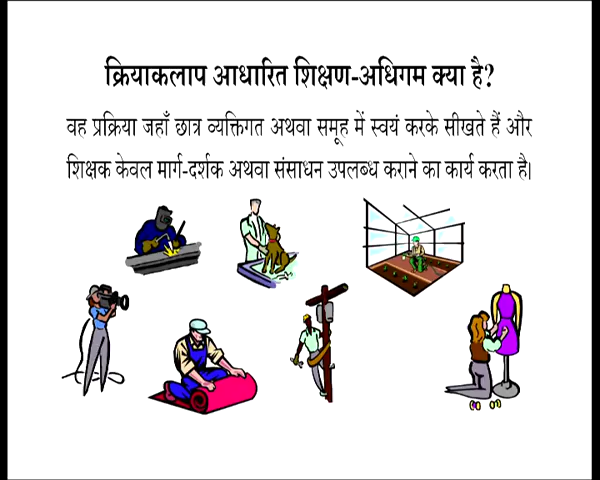 क्रियाकलाप आधारित शिक्षण-अधिगम क्या है?
वह प्रक्रिया जहाँ छात्र व्यक्तिगत अथवा समूह में स्वयं करके सीखते हैं और
शिक्षक केवल मार्ग-दर्शक अथवा संसाधन उपलब्ध कराने का कार्य करता है।